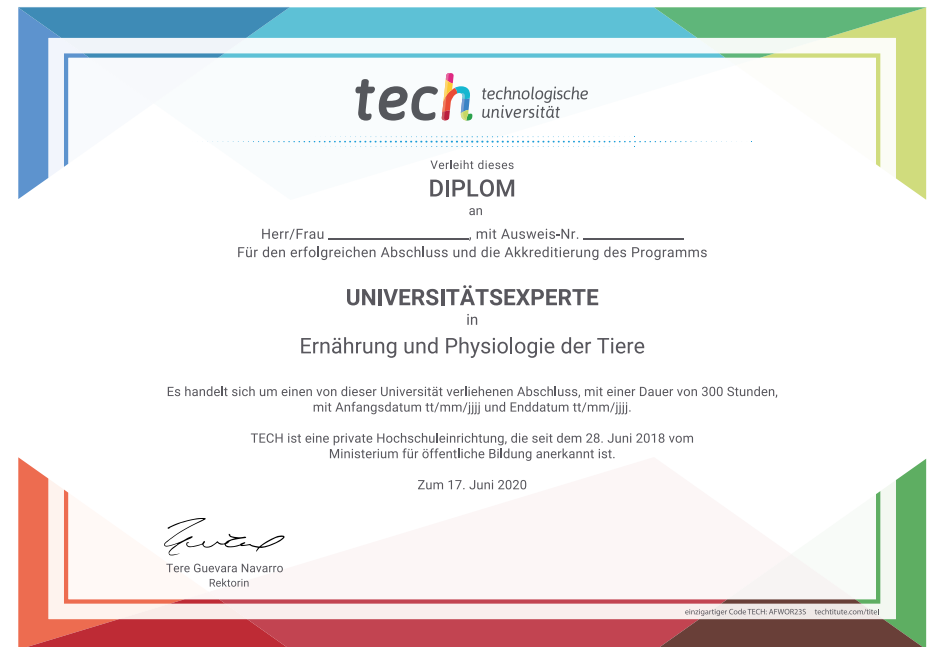 tech technologische
universität
Verleiht dieses
DIPLOM
an
Herr/Frau ____________, mit Ausweis-Nr. ____________
Für den erfolgreichen Abschluss und die Akkreditierung des Programms
UNIVERSITÄTSEXPERTE
in
Ernährung und Physiologie der Tiere
Es handelt sich um einen von dieser Universität verliehenen Abschluss, mit einer Dauer von 300 Stunden,
mit Anfangsdatum tt/mm/jjjj und Enddatum tt/mm/jjjj.
TECH ist eine private Hochschuleinrichtung, die seit dem 28. Juni 2018 vom
Ministerium für öffentliche Bildung anerkannt ist.
Zum 17. Juni 2020
Tere Guevara Navarro
Rektorin
einzigartiger Code TECH: AFWOR23S techtitute.com/titel